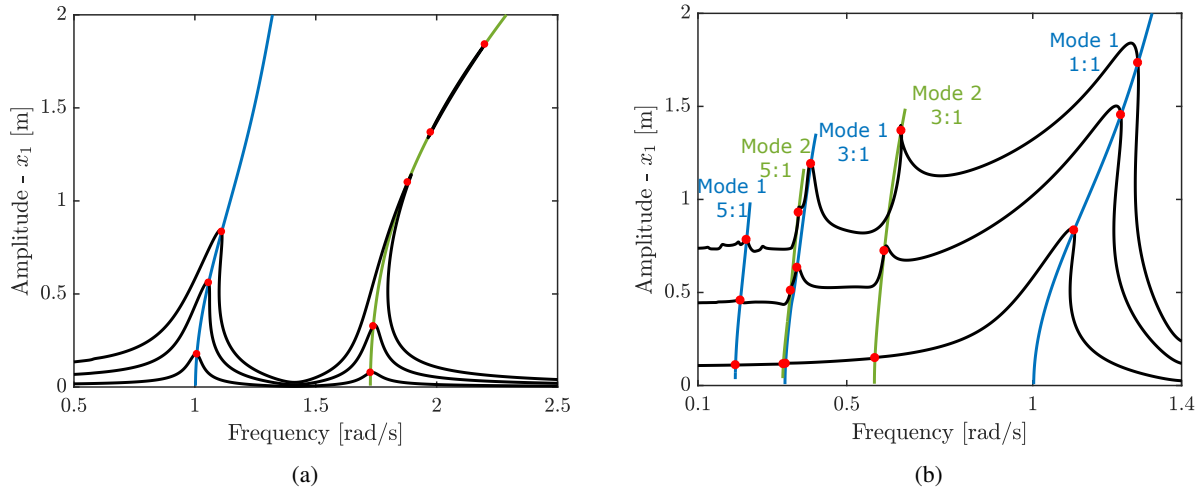 2
1.5
1
0.5
0
Amplitude - x₁ [m]
0.5
1
1.5
2
2.5
Frequency [rad/s]
(a)
2
1.5
1
0.5
0
Amplitude - x₁ [m]
Mode 1
5:1
Mode 2
5:1
Mode 1
3:1
Mode 2
3:1
Mode 1
1:1
0.1
0.5
1
1.4
Frequency [rad/s]
(b)